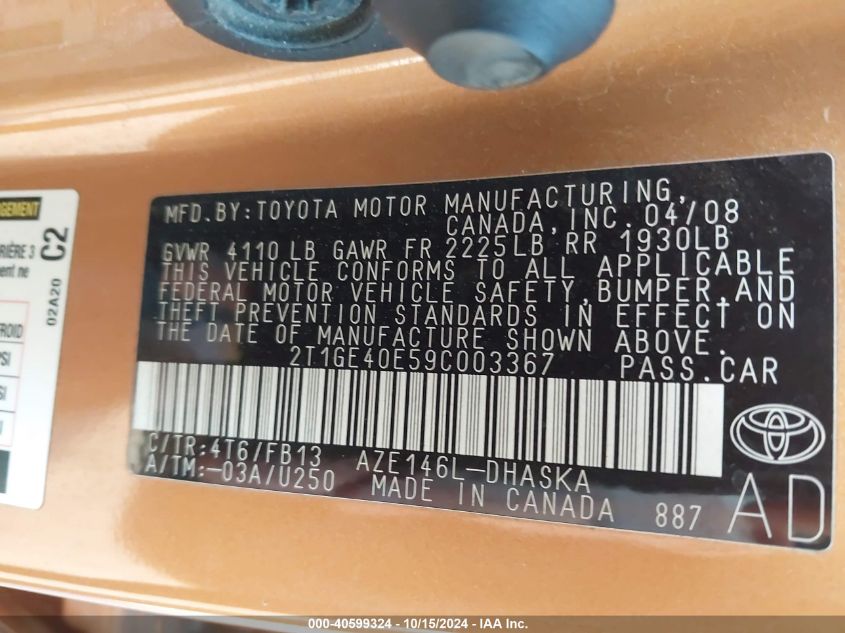 MFD.BY:TOYOTA MOTOR MANUFACTURING,
CANADA, INC. 04/08
GVWR 4110 LB GAWR FR 2225LB RR 1930LB
THIS VEHICLE CONFORMS TO ALL APPLICABLE
FEDERAL MOTOR VEHICLE SAFETY, BUMPER, AND
THEFT PREVENTION STANDARDS IN EFFECT ON
THE DATE OF MANUFACTURE SHOWN ABOVE.
2T1GE40E59C003367 PASS.CAR
C/TR:4T6/FB13 AZE146L-DHASKA
A/TM:-03A/U250 MADE IN CANADA 887
AD
C2
02A20
000-40599324 - 10/15/2024 - IAA Inc.